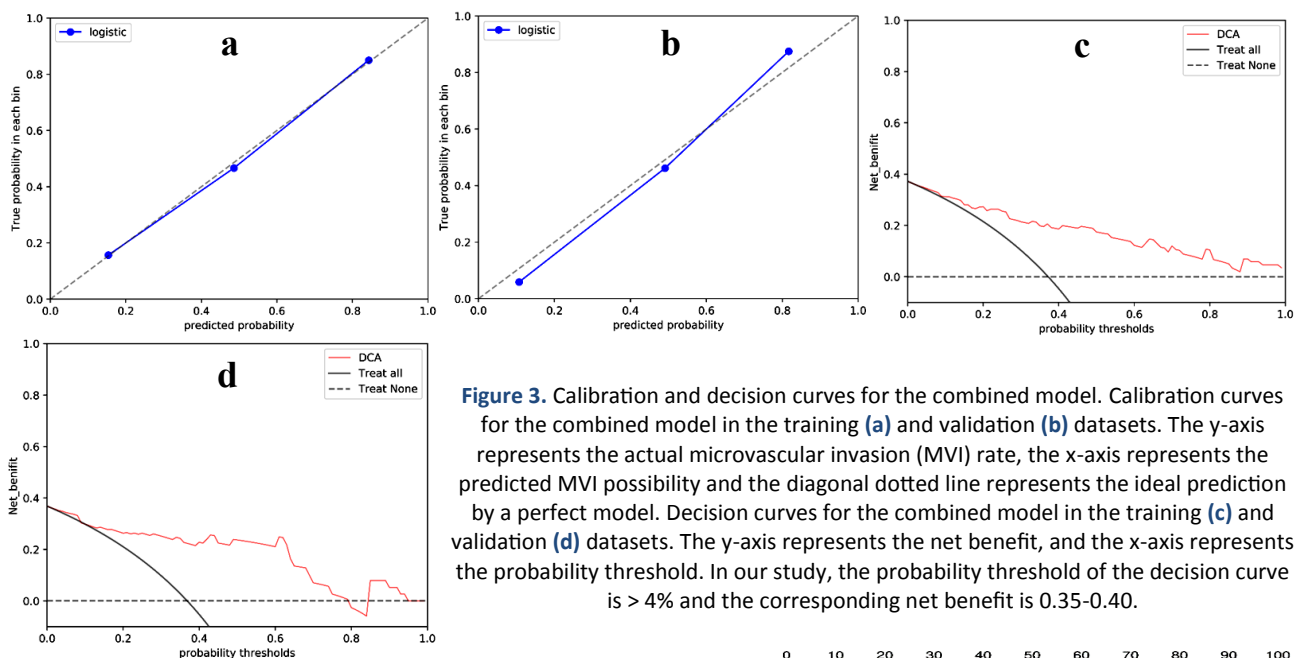 1.0
0.8
0.6
0.4
0.2
0.0
True probability in each bin
logistic
a
0.0 0.2 0.4 0.6 0.8 1.0
predicted probability
1.0
0.8
0.6
0.4
0.2
0.0
True probability in each bin
logistic
b
0.0 0.2 0.4 0.6 0.8 1.0
predicted probability
1.0
0.8
0.6
0.4
0.2
0.0
Net_benifit
c
DCA
Treat all
Treat None
0.0 0.2 0.4 0.6 0.8 1.0
probability thresholds
1.0
0.8
0.6
0.4
0.2
0.0
Net_benifit
d
DCA
Treat all
Treat None
0.0 0.2 0.4 0.6 0.8 1.0
probability thresholds
Figure 3. Calibration and decision curves for the combined model. Calibration curves
for the combined model in the training (a) and validation (b) datasets. The y-axis
represents the actual microvascular invasion (MVI) rate, the x-axis represents the
predicted MVI possibility and the diagonal dotted line represents the ideal prediction
by a perfect model. Decision curves for the combined model in the training (c) and
validation (d) datasets. The y-axis represents the net benefit, and the x-axis represents
the probability threshold. In our study, the probability threshold of the decision curve
is > 4% and the corresponding net benefit is 0.35-0.40.
0 10 20 30 40 50 60 70 80 90 100